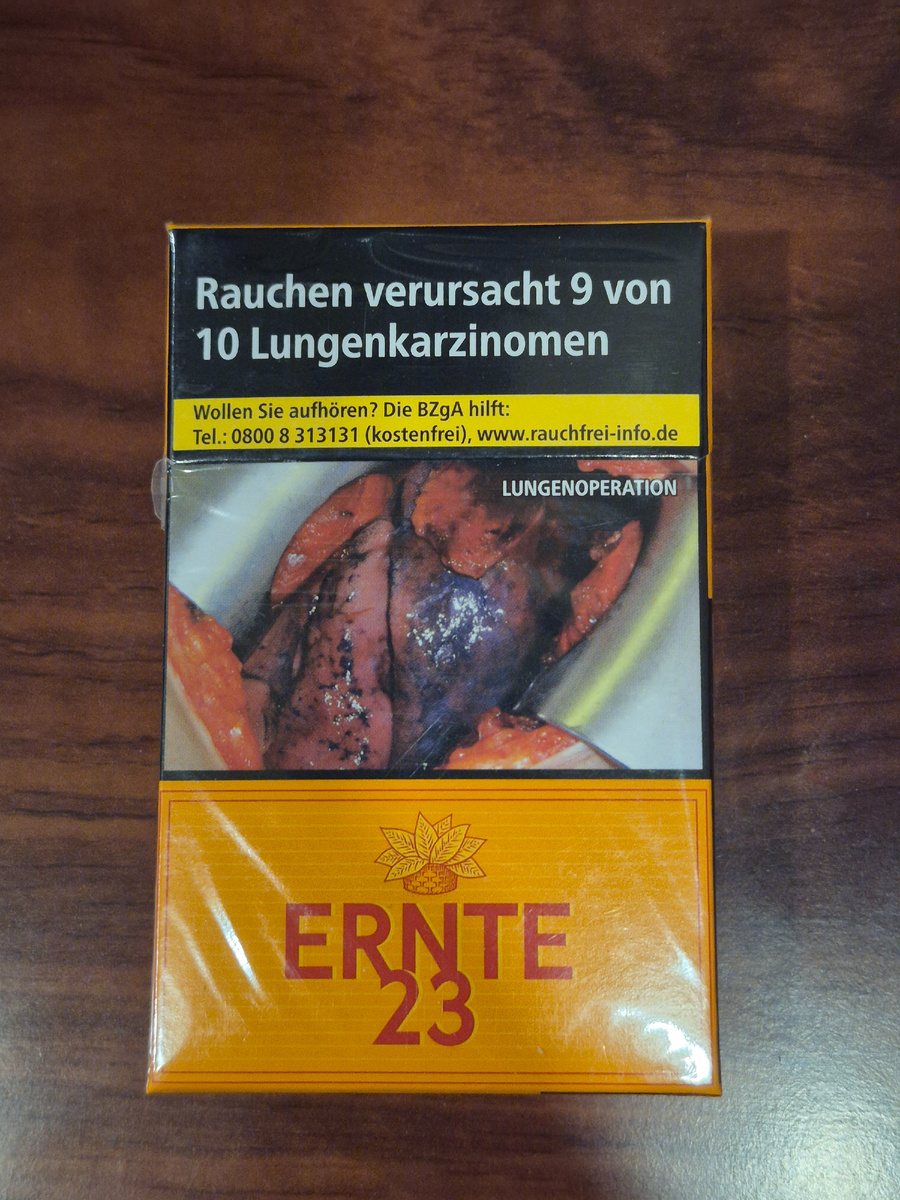 Rauchen verursacht 9 von
10 Lungenkarzinomen
Wollen Sie aufhören? Die BZgA hilft:
Tel.: 0800 8 313131 (kostenfrei), www.rauchfrei-info.de
LUNGENOPERATION
ERNTE
23